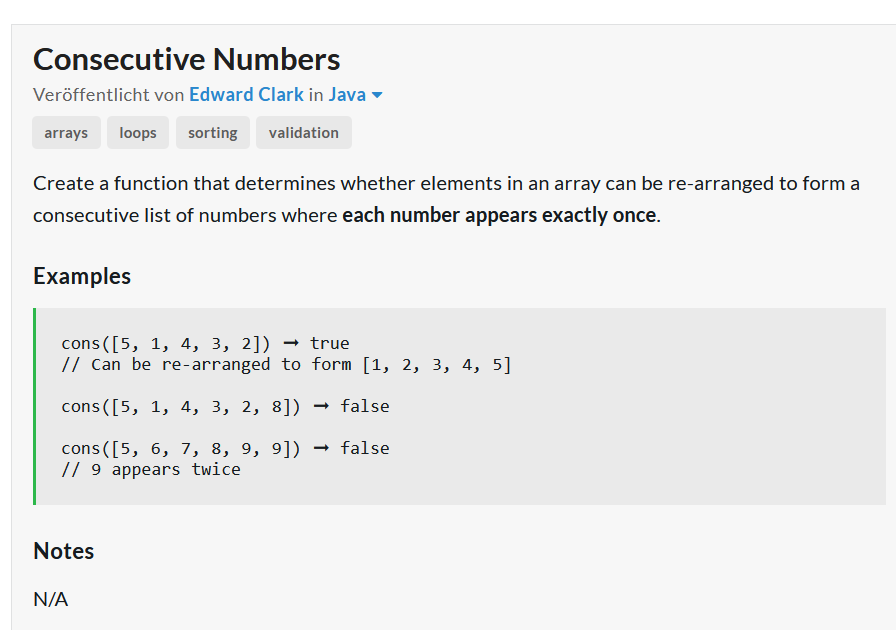 Consecutive Numbers
Veröffentlicht von Edward Clark in Java
arrays loops sorting validation
Create a function that determines whether elements in an array can be re-arranged to form a
consecutive list of numbers where each number appears exactly once.
Examples
cons([5, 1, 4, 3, 2]) ➞ true
// Can be re-arranged to form [1, 2, 3, 4, 5]
cons([5, 1, 4, 3, 2, 8]) ➞ false
cons([5, 6, 7, 8, 9, 9]) ➞ false
// 9 appears twice
Notes
N/A